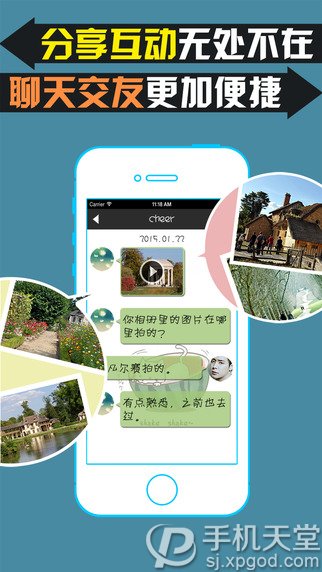 分享互动无处不在
聊天交友更加便捷
Carrier
11:18 AM
cheer
2015.01.22
你相册里的图片在哪
里拍的？
凡尔赛拍的。
有点熟悉，之前也去
过。
shake shake~
手机天堂
sj.xpgod.com